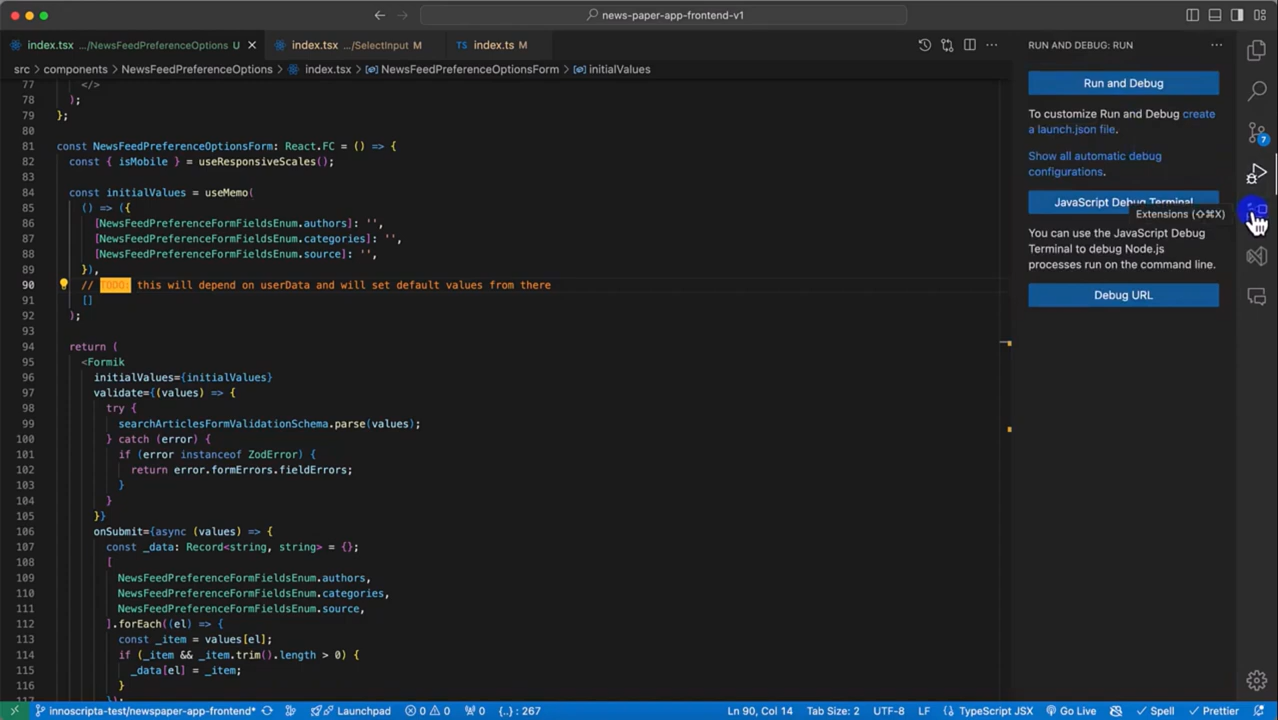 news-paper-app-frontend-v1
index.tsx .../NewsFeedPreferenceOptions U
index.tsx .../SelectInput M
TS index.ts M
src > components > NewsFeedPreferenceOptions > index.tsx > NewsFeedPreferenceOptionsForm > initialValues
77 </>
78 );
79 };
80
81 const NewsFeedPreferenceOptionsForm: React.FC = () => {
82 const { isMobile } = useResponsiveScales();
83
84 const initialValues = useMemo(
85 () => ({
86 [NewsFeedPreferenceFormFieldsEnum.authors]: '',
87 [NewsFeedPreferenceFormFieldsEnum.categories]: '',
88 [NewsFeedPreferenceFormFieldsEnum.source]: '',
89 }),
90 // TODO: this will depend on userData and will set default values from there
91 []
92 );
93
94 return (
95 <Formik
96 initialValues={initialValues}
97 validate={(values) => {
98 try {
99 searchArticlesFormValidationSchema.parse(values);
100 } catch (error) {
101 if (error instanceof ZodError) {
102 return error.formErrors.fieldErrors;
103 }
104 }
105 }}
106 onSubmit={async (values) => {
107 const _data: Record<string, string> = {};
108 [
109 NewsFeedPreferenceFormFieldsEnum.authors,
110 NewsFeedPreferenceFormFieldsEnum.categories,
111 NewsFeedPreferenceFormFieldsEnum.source,
112 ].forEach((el) => {
113 const _item = values[el];
114 if (_item && _item.trim().length > 0) {
115 _data[el] = _item;
116 }
RUN AND DEBUG: RUN
Run and Debug
To customize Run and Debug create
a launch.json file.
Show all automatic debug
configurations.
JavaScript Debug Terminal
Extensions (⇧⌘X)
You can use the JavaScript Debug
Terminal to debug Node.js
processes run on the command line.
Debug URL
7
innoscripta-test/newspaper-app-frontend* Launchpad 0 0 0 {..} : 267 Ln 90, Col 14 Tab Size: 2 UTF-8 LF {} TypeScript JSX Go Live Spell Prettier